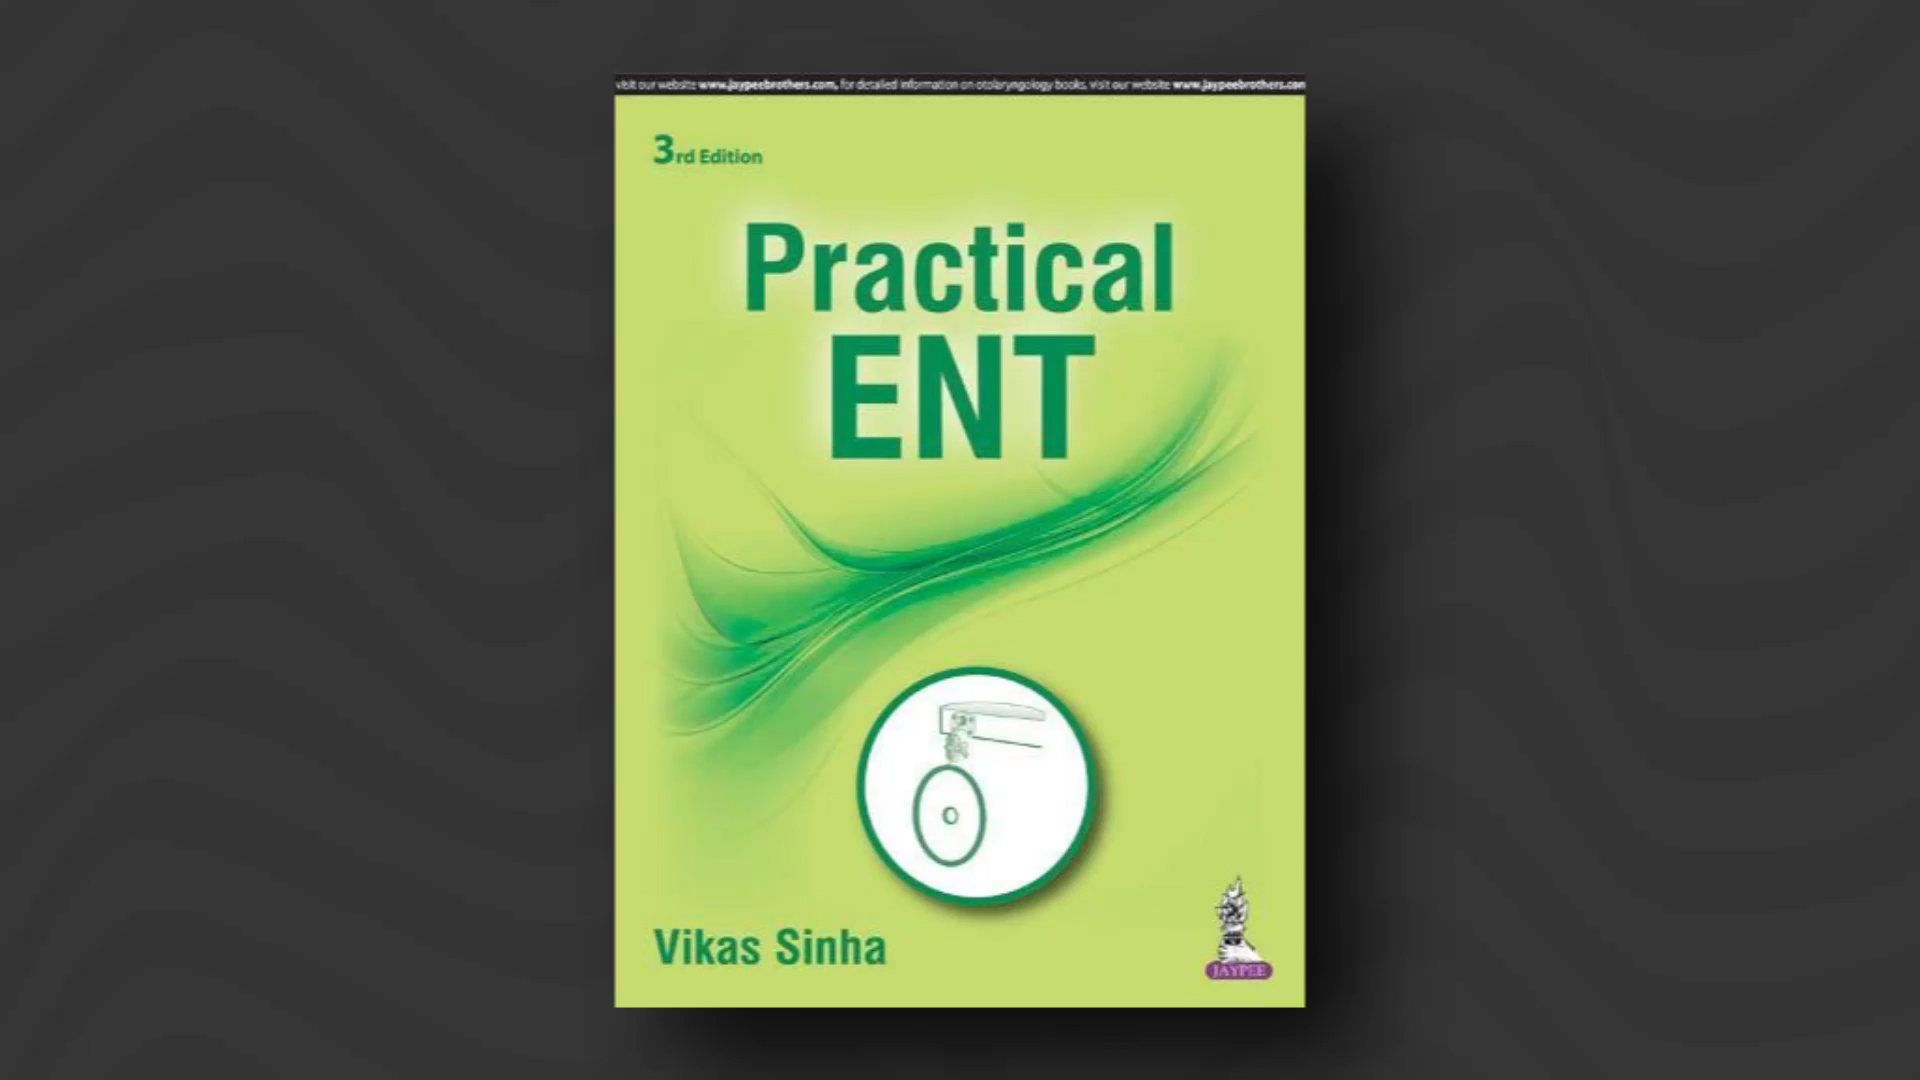 visit our website www.jaypeebrothers.com, for detailed information on otolaryngology books, visit our website www.jaypeebrothers.com
3rd Edition
Practical
ENT
Vikas Sinha
JAYPEE